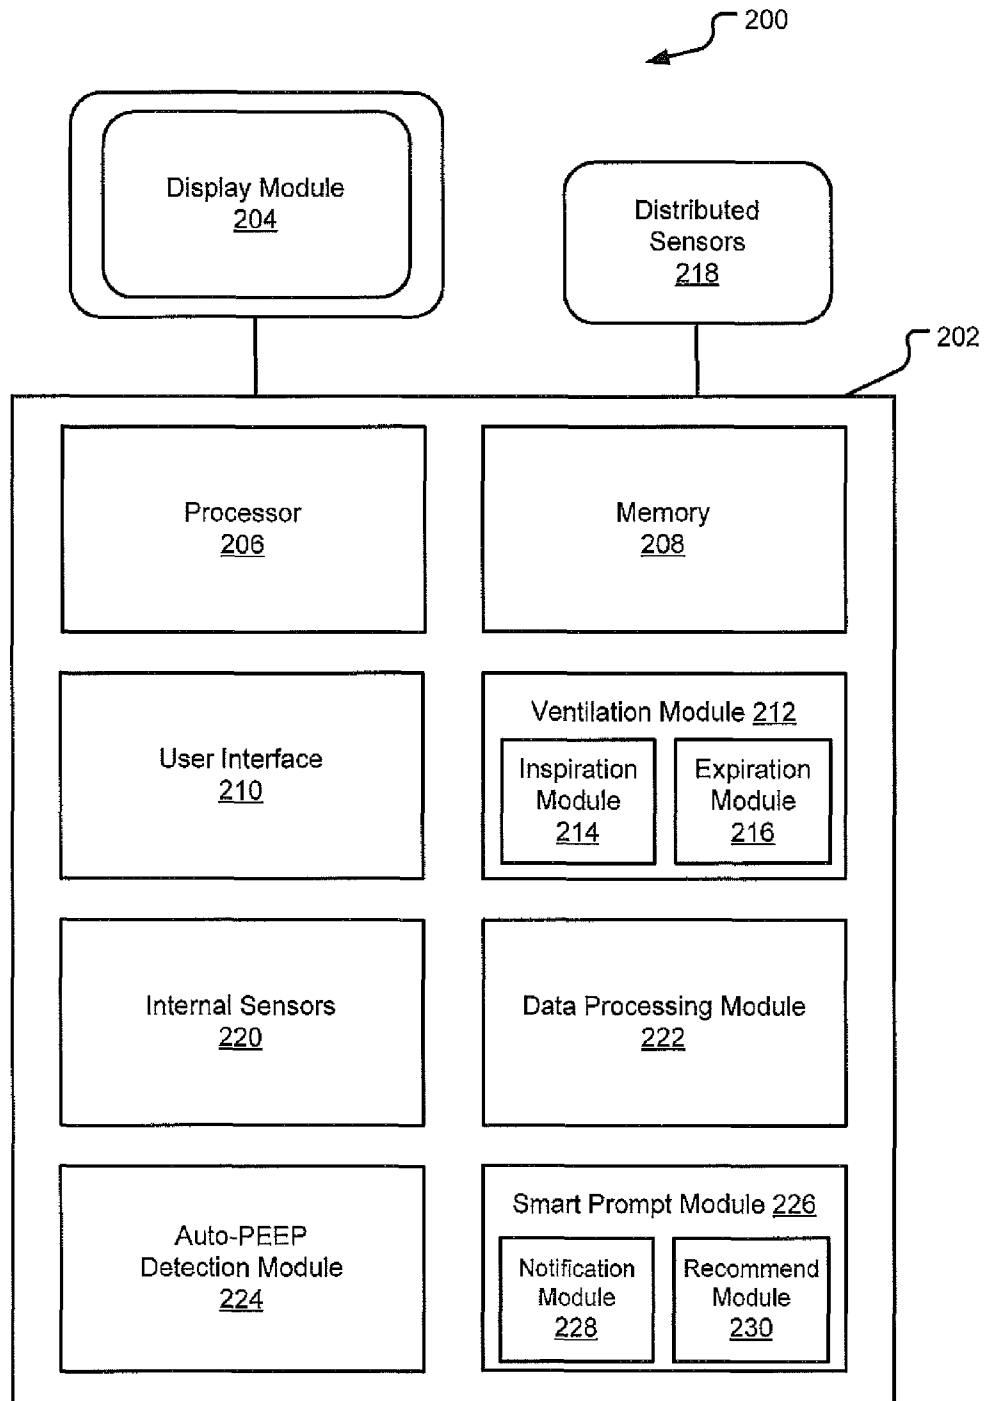 200
Display Module
204
Distributed
Sensors
218
202
Processor
206
Memory
208
User Interface
210
Ventilation Module 212
Inspiration
Module
214
Expiration
Module
216
Internal Sensors
220
Data Processing Module
222
Auto-PEEP
Detection Module
224
Smart Prompt Module 226
Notification
Module
228
Recommend
Module
230